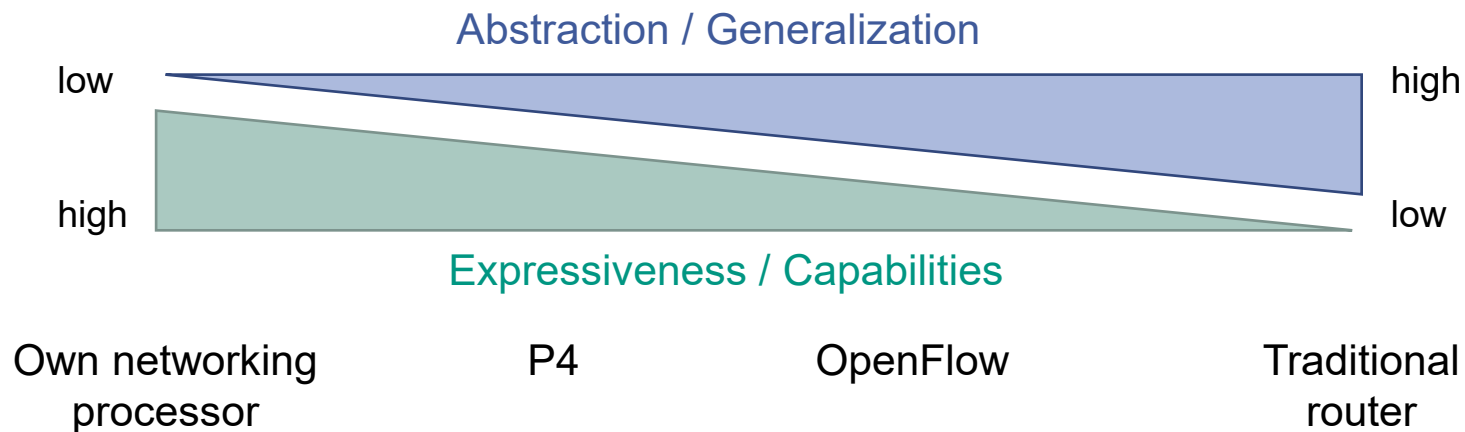 Abstraction / Generalization
low
high
high
low
Expressiveness / Capabilities
Own networking
processor
P4
OpenFlow
Traditional
router